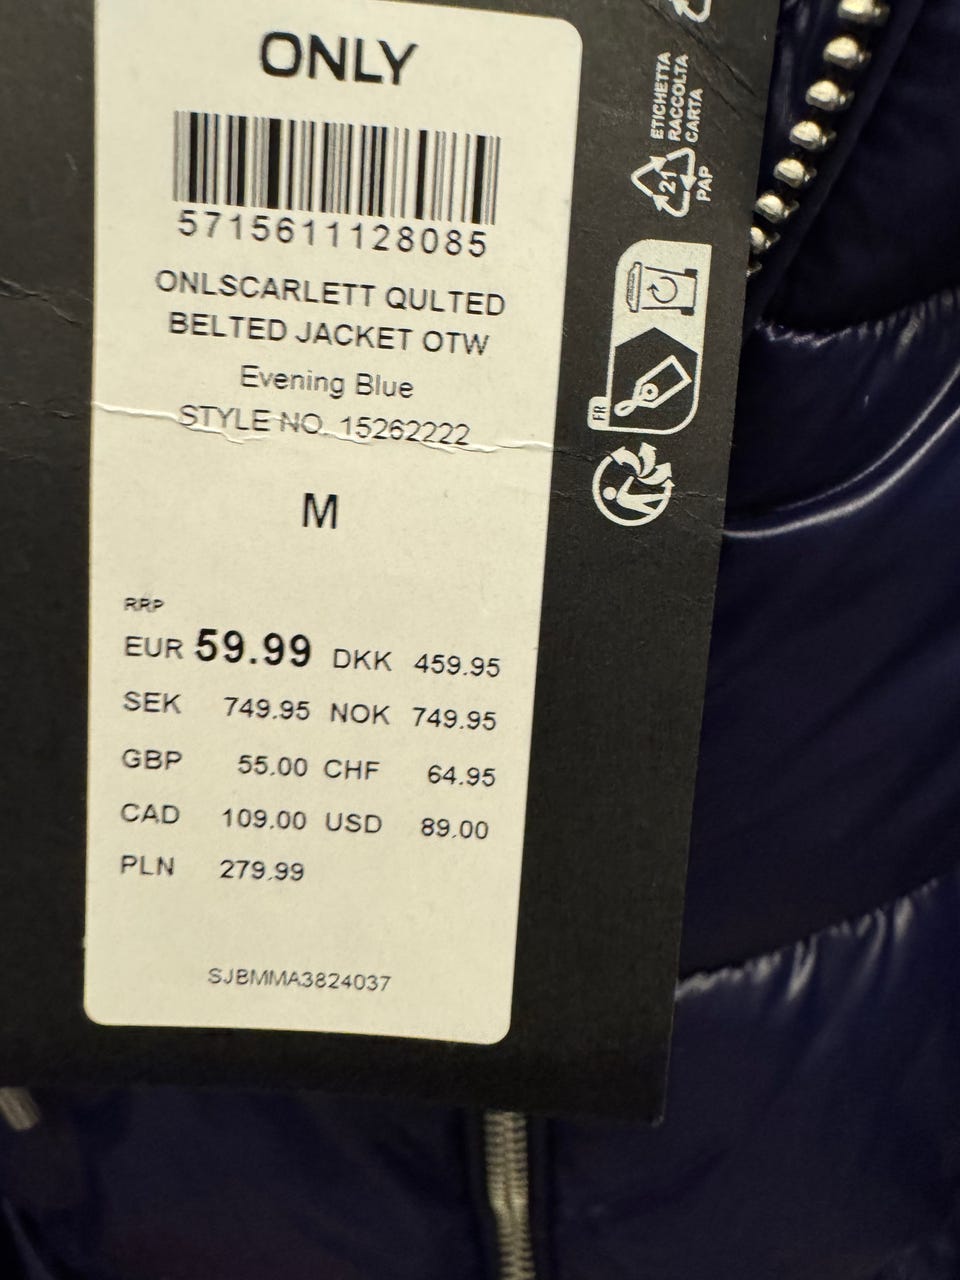 ONLY
5715611128085
ONLSCARLETT QULTED
BELTED JACKET OTW
Evening Blue
STYLE NO. 15262222
M
RRP
EUR 59.99 DKK 459.95
SEK 749.95 NOK 749.95
GBP 55.00 CHF 64.95
CAD 109.00 USD 89.00
PLN 279.99
SJBMMA3824037
ETICHETTA
RACCOLTA
CARTA
21
PAP
FR